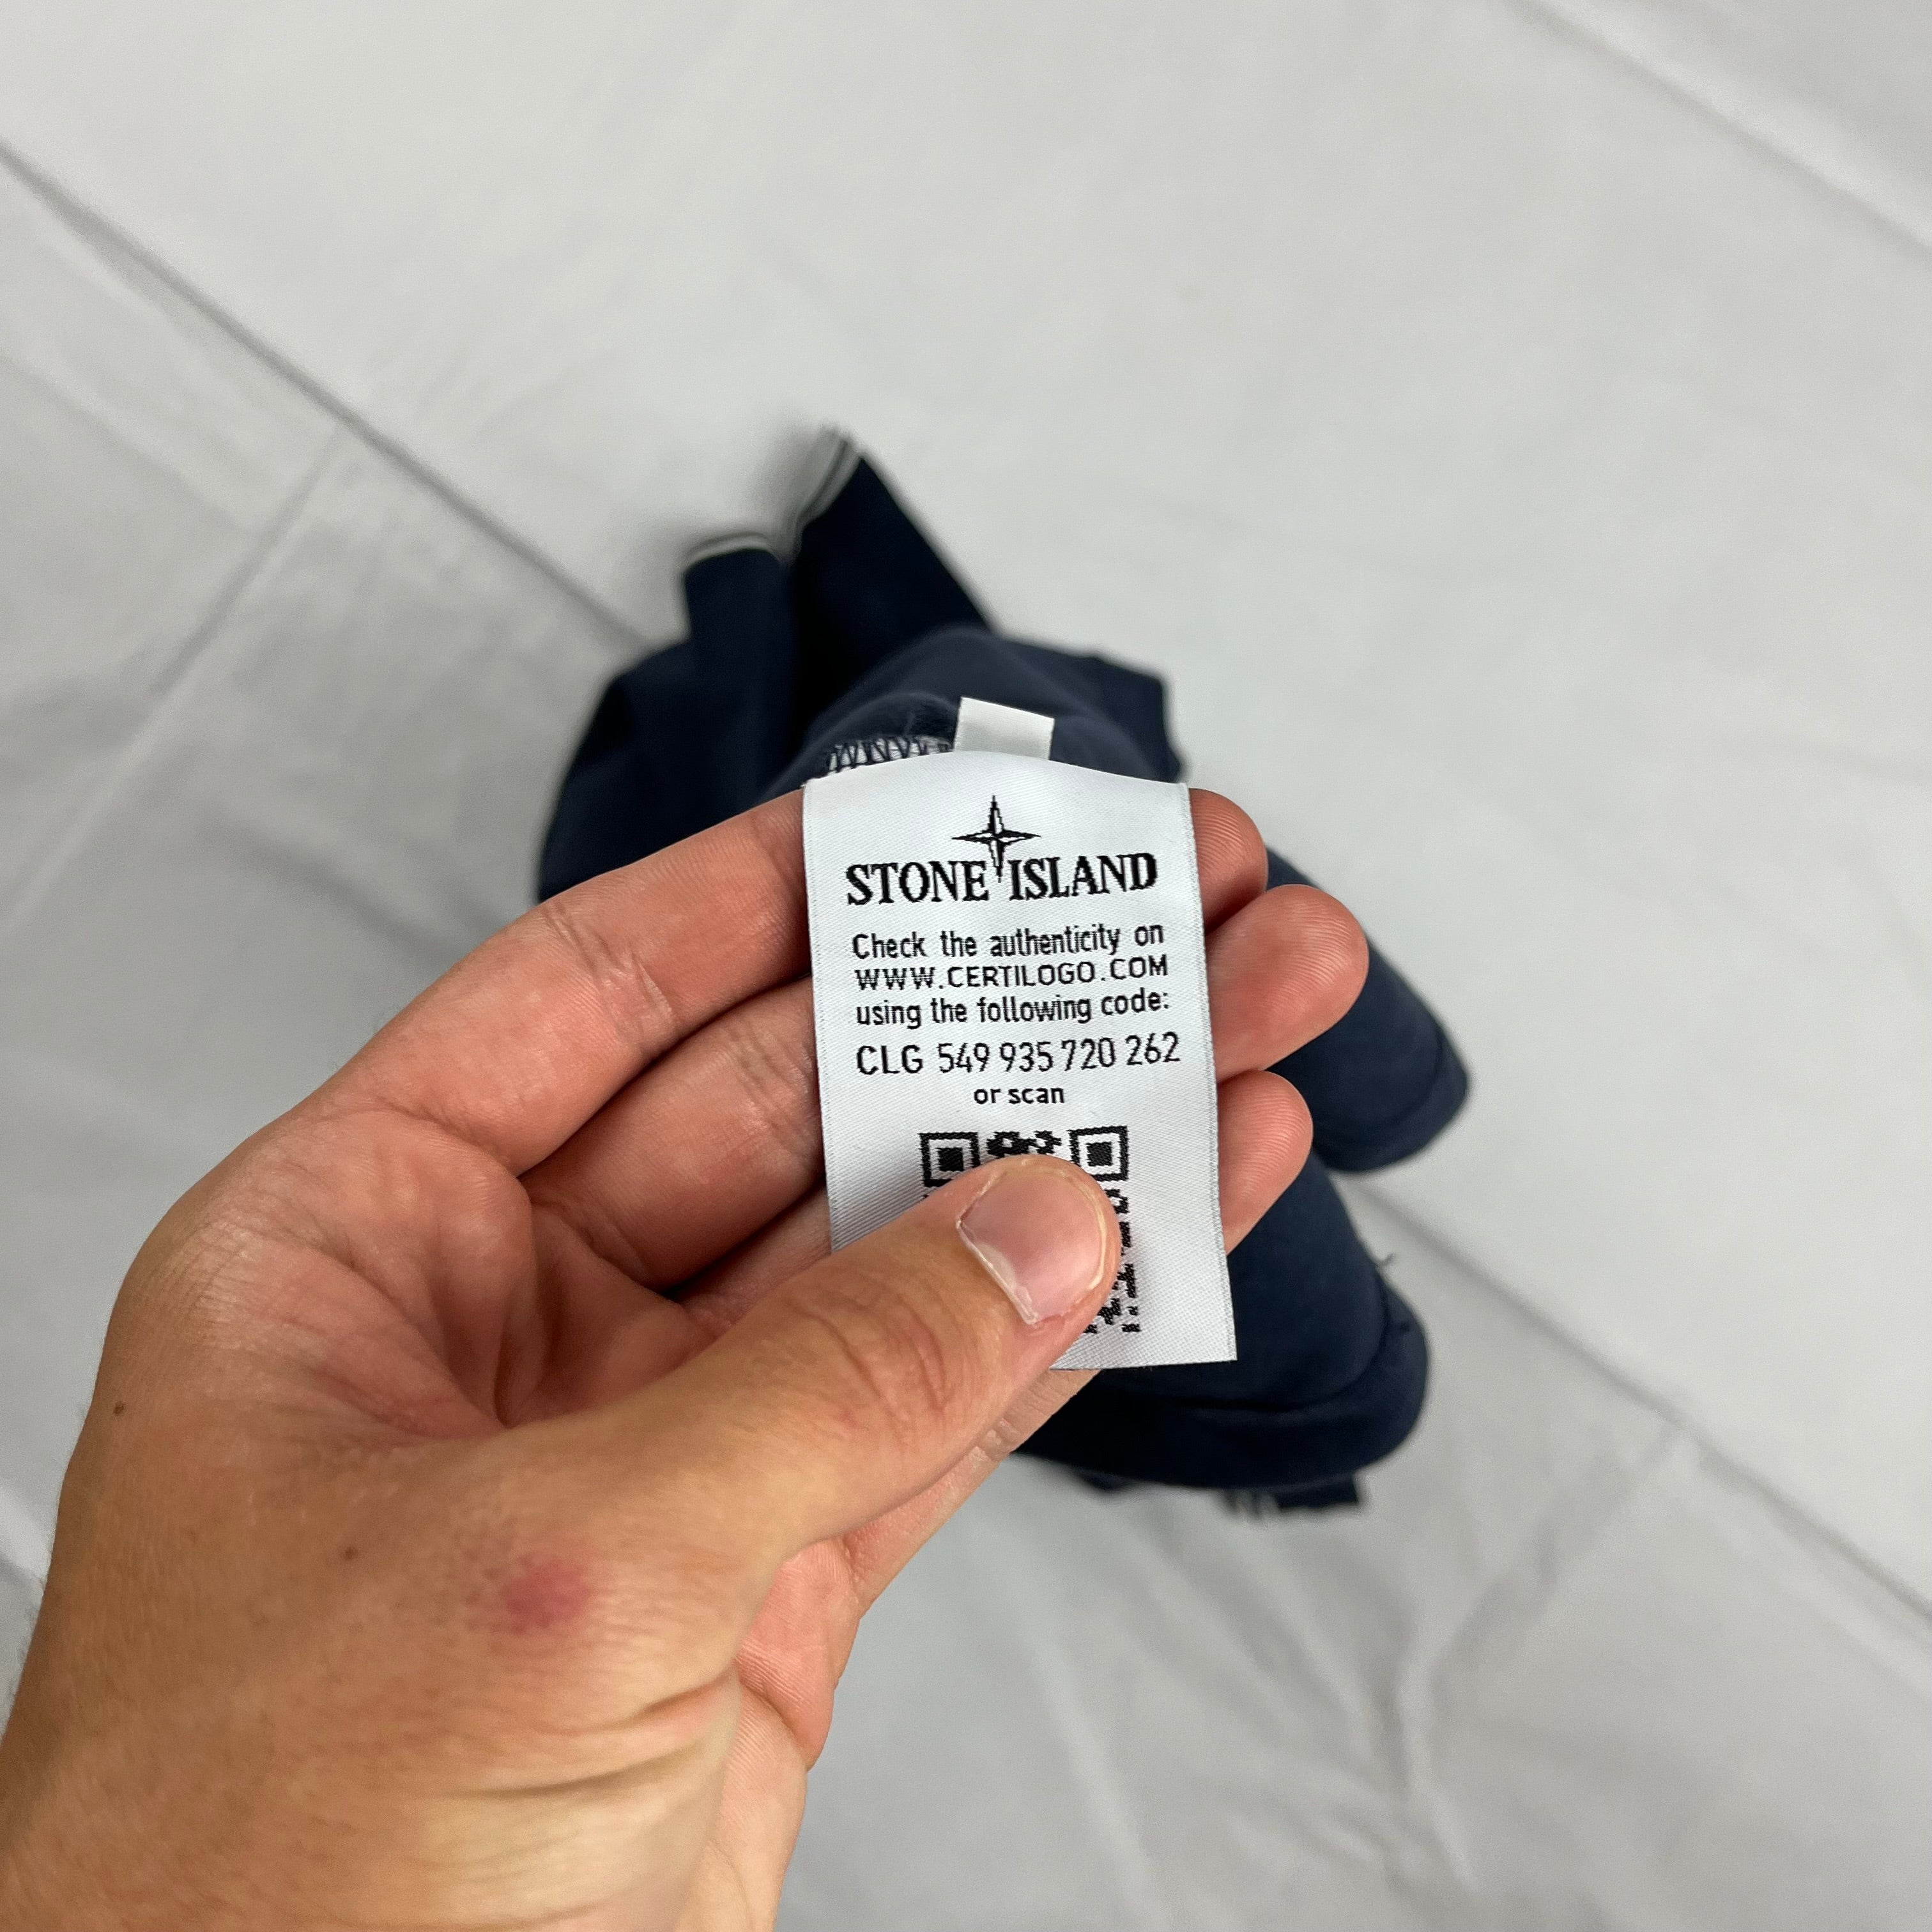 STONE ISLAND
Check the authenticity on
WWW.CERTILOGO.COM
using the following code:
CLG 549 935 720 262
or scan